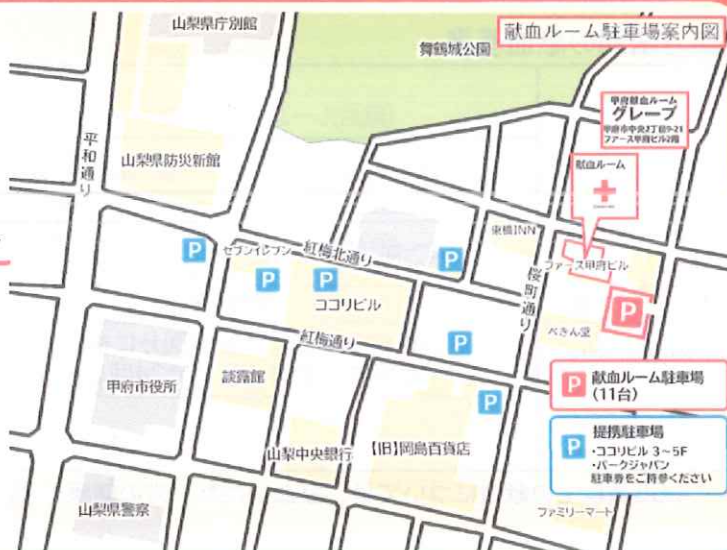 献血ルーム駐車場案内図
山梨県庁別館
舞鶴城公園
甲府献血ルーム
グレープ
甲府市中央1丁目9-21
ファース甲府ビル2階
平和通り
山梨県防災新館
献血ルーム
東横INN
P
セブンイレブン
紅梅北通り
P
ファース甲府ビル
P
P
桜町通り
P
ココリビル
べきん堂
紅梅通り
P
甲府市役所
談露館
P
P 献血ルーム駐車場
(11台)
山梨中央銀行
【旧】岡島百貨店
P 提携駐車場
・ココリビル 3~5F
・パークジャパン
駐車券をご持参ください
山梨県警察
ファミリーマート